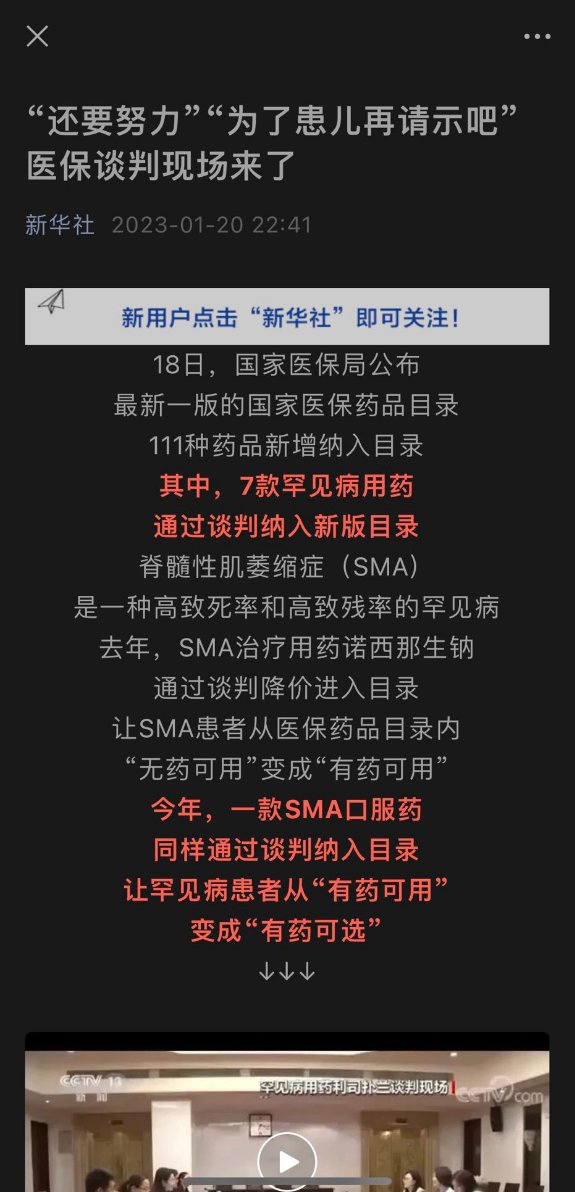 “还要努力”“为了患儿再请示吧”
医保谈判现场来了
新华社 2023-01-20 22:41
新用户点击“新华社”即可关注！
18日，国家医保局公布
最新一版的国家医保药品目录
111种药品新增纳入目录
其中，7款罕见病用药
通过谈判纳入新版目录
脊髓性肌萎缩症（SMA）
是一种高致死率和高致残率的罕见病
去年，SMA治疗用药诺西那生钠
通过谈判降价进入目录
让SMA患者从医保药品目录内
“无药可用”变成“有药可用”
今年，一款SMA口服药
同样通过谈判纳入目录
让罕见病患者从“有药可用”
变成“有药可选”
↓↓↓
CCTV 13
新闻
罕见病用药利司扑兰谈判现场
CCTV.com